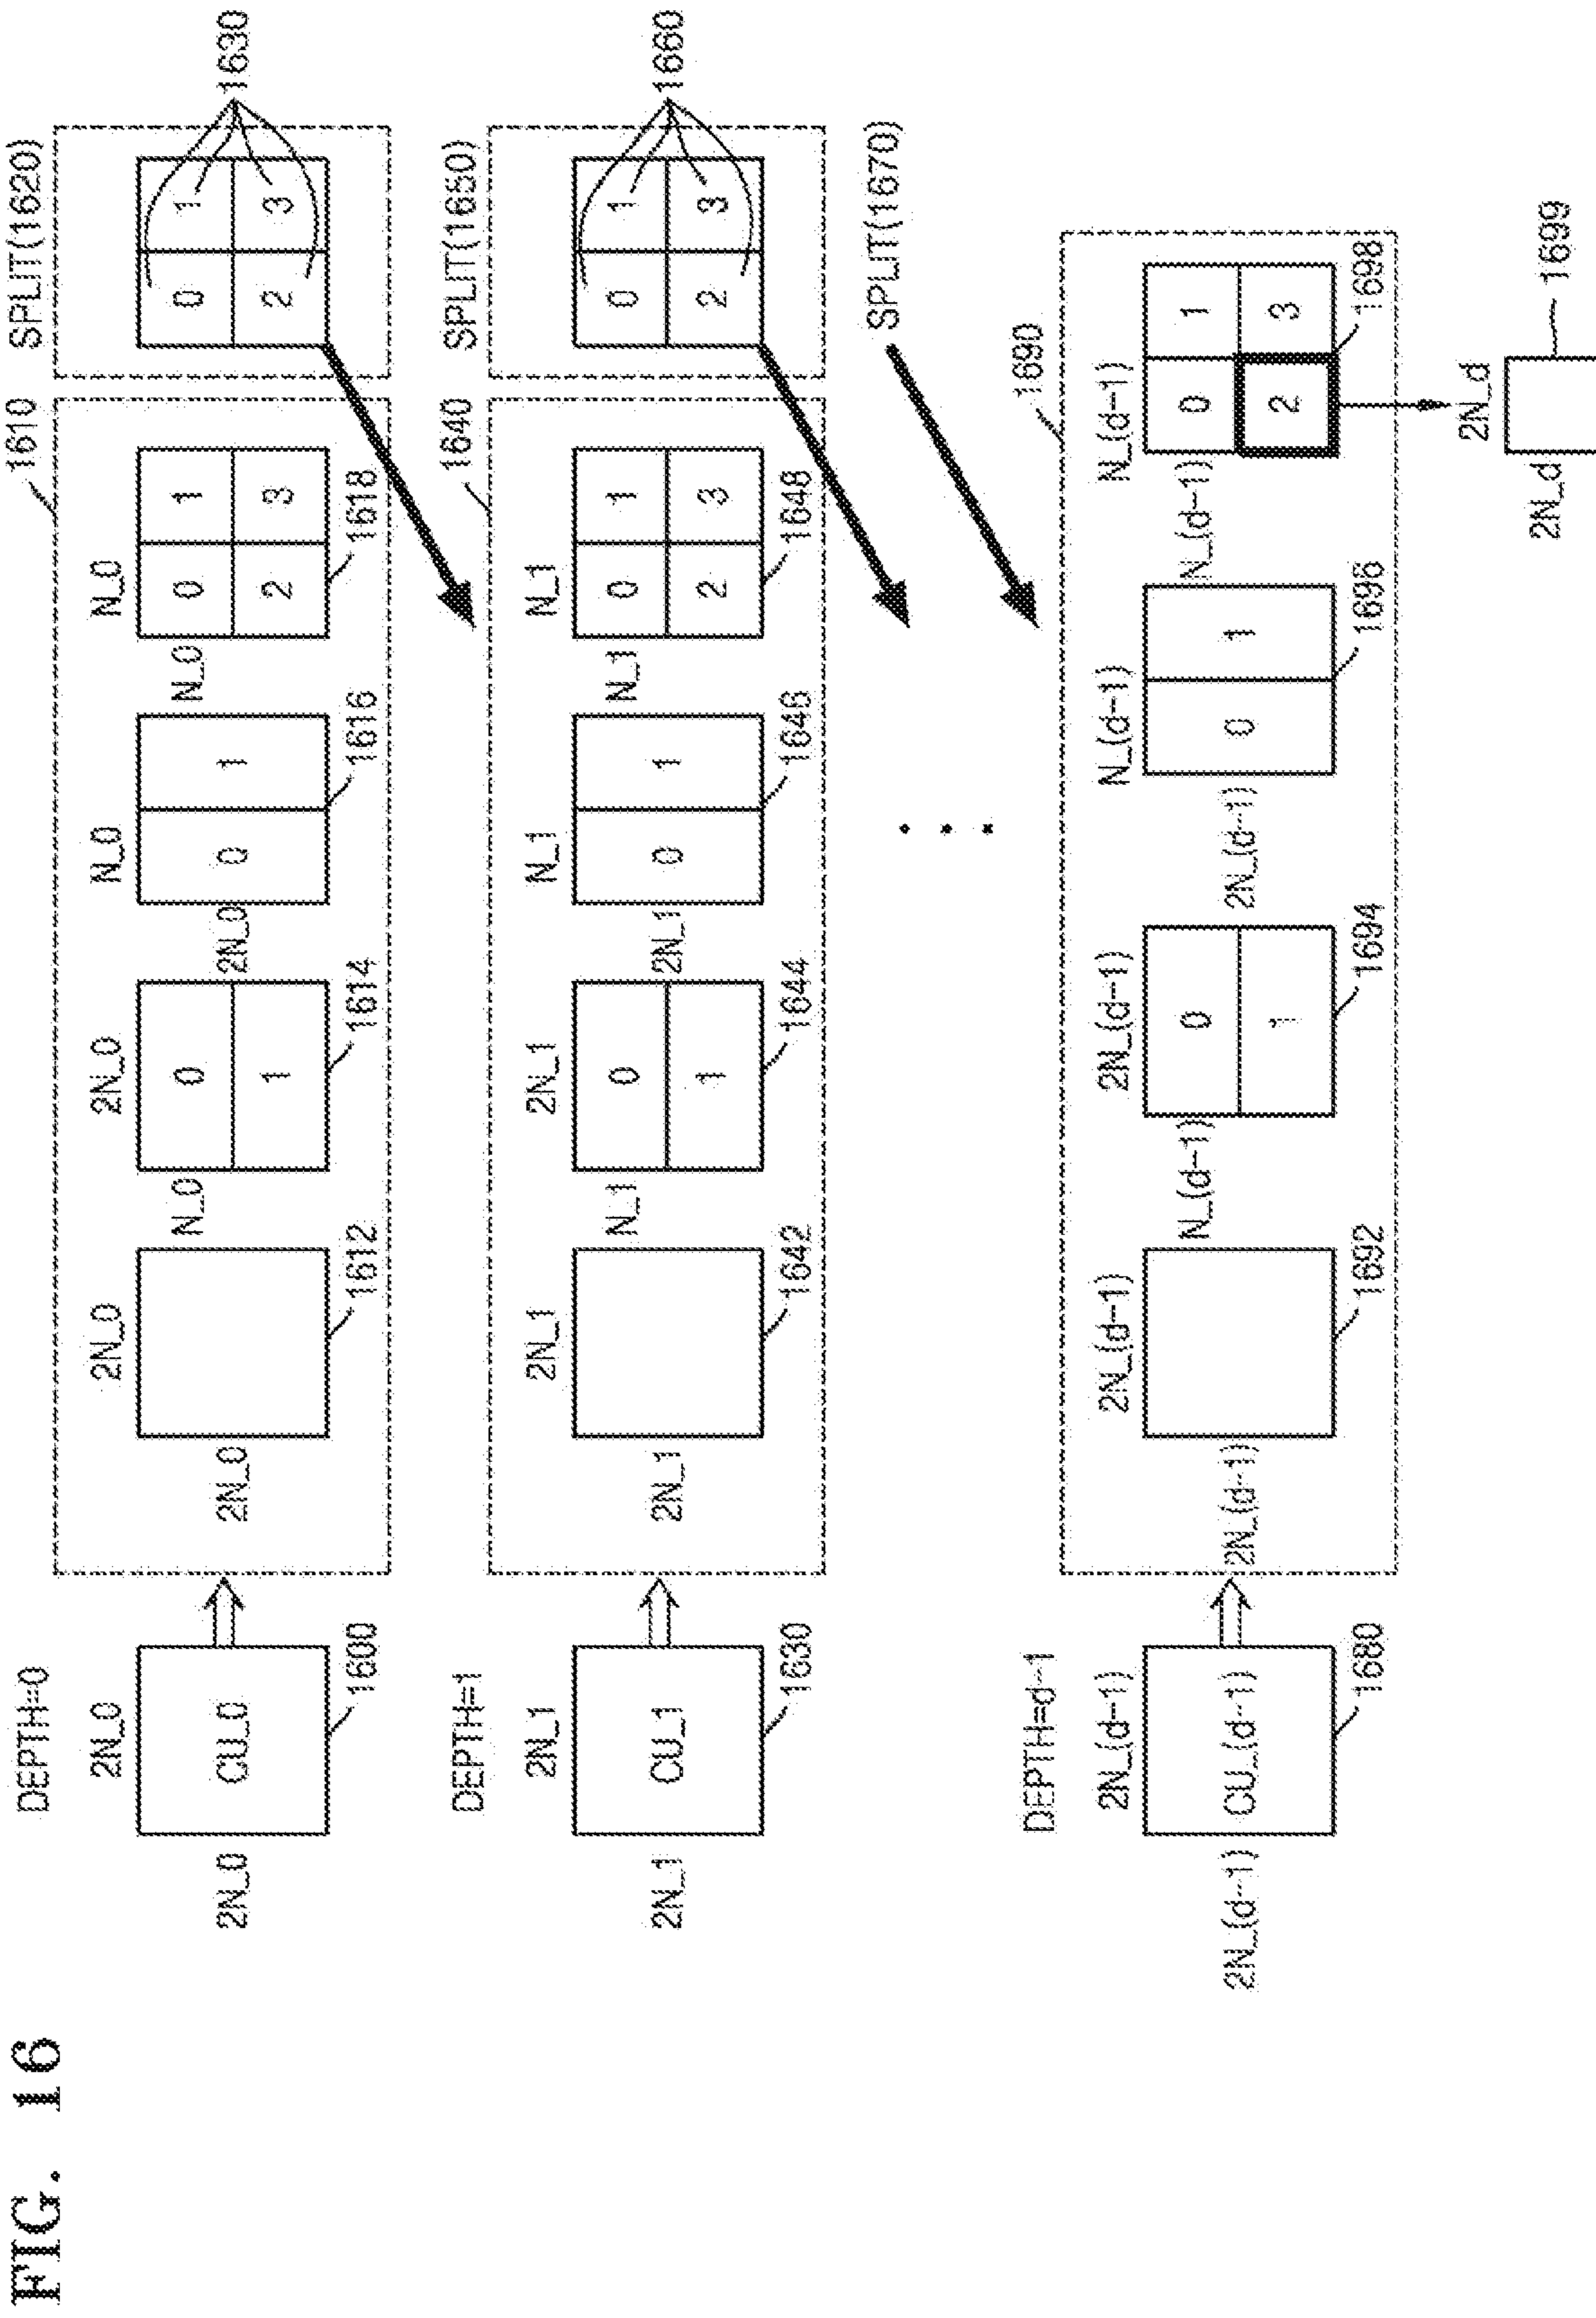 FIG. 16
DEPTH=0
2N_0
2N_0
CU_0
1600
1610
2N_0
2N_0
1612
2N_0
N_0
0
1
1614
N_0
2N_0
0 1
1616
N_0
N_0
0 1
2 3
1618
SPLIT(1620)
0 1
2 3
1630
DEPTH=1
2N_1
2N_1
CU_1
1630
1640
2N_1
2N_1
1642
2N_1
N_1
0
1
1644
N_1
2N_1
0 1
1646
N_1
N_1
0 1
2 3
1648
SPLIT(1650)
0 1
2 3
1660
SPLIT(1670)
DEPTH=d-1
2N_(d-1)
2N_(d-1)
CU_(d-1)
1680
1690
2N_(d-1)
2N_(d-1)
1692
2N_(d-1)
N_(d-1)
0
1
1694
N_(d-1)
2N_(d-1)
0 1
1696
N_(d-1)
N_(d-1)
0 1
2 3
1698
2N_d
2N_d
1699